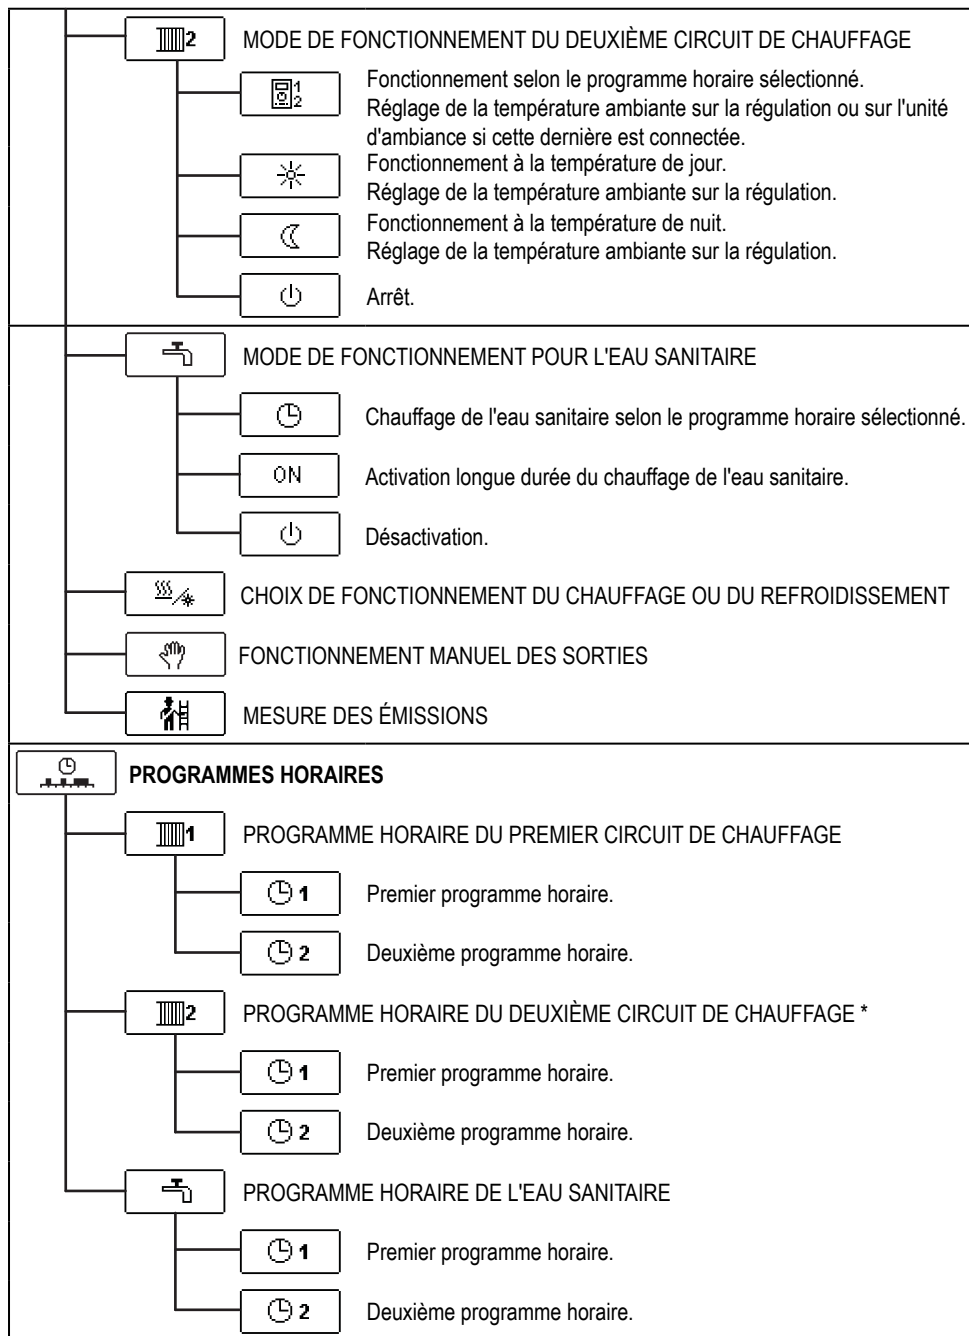 2 MODE DE FONCTIONNEMENT DU DEUXIÈME CIRCUIT DE CHAUFFAGE
1
2
Fonctionnement selon le programme horaire sélectionné.
Réglage de la température ambiante sur la régulation ou sur l'unité
d'ambiance si cette dernière est connectée.
Fonctionnement à la température de jour.
Réglage de la température ambiante sur la régulation.
Fonctionnement à la température de nuit.
Réglage de la température ambiante sur la régulation.
Arrêt.
MODE DE FONCTIONNEMENT POUR L'EAU SANITAIRE
Chauffage de l'eau sanitaire selon le programme horaire sélectionné.
ON Activation longue durée du chauffage de l'eau sanitaire.
Désactivation.
CHOIX DE FONCTIONNEMENT DU CHAUFFAGE OU DU REFROIDISSEMENT
FONCTIONNEMENT MANUEL DES SORTIES
MESURE DES ÉMISSIONS
PROGRAMMES HORAIRES
1 PROGRAMME HORAIRE DU PREMIER CIRCUIT DE CHAUFFAGE
1 Premier programme horaire.
2 Deuxième programme horaire.
2 PROGRAMME HORAIRE DU DEUXIÈME CIRCUIT DE CHAUFFAGE *
1 Premier programme horaire.
2 Deuxième programme horaire.
PROGRAMME HORAIRE DE L'EAU SANITAIRE
1 Premier programme horaire.
2 Deuxième programme horaire.